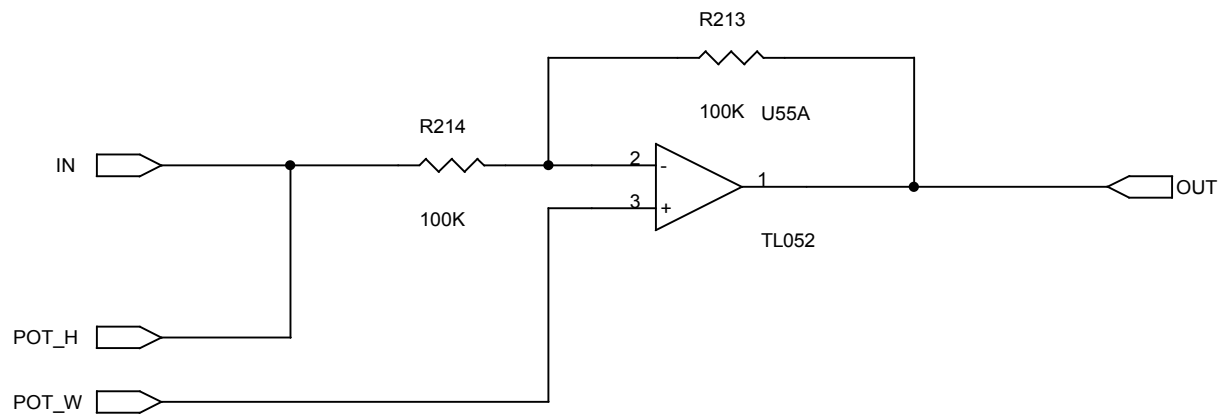 R213
100K
U55A
R214
IN
2
-
1
OUT
3
+
100K
TL052
POT_H
POT_W